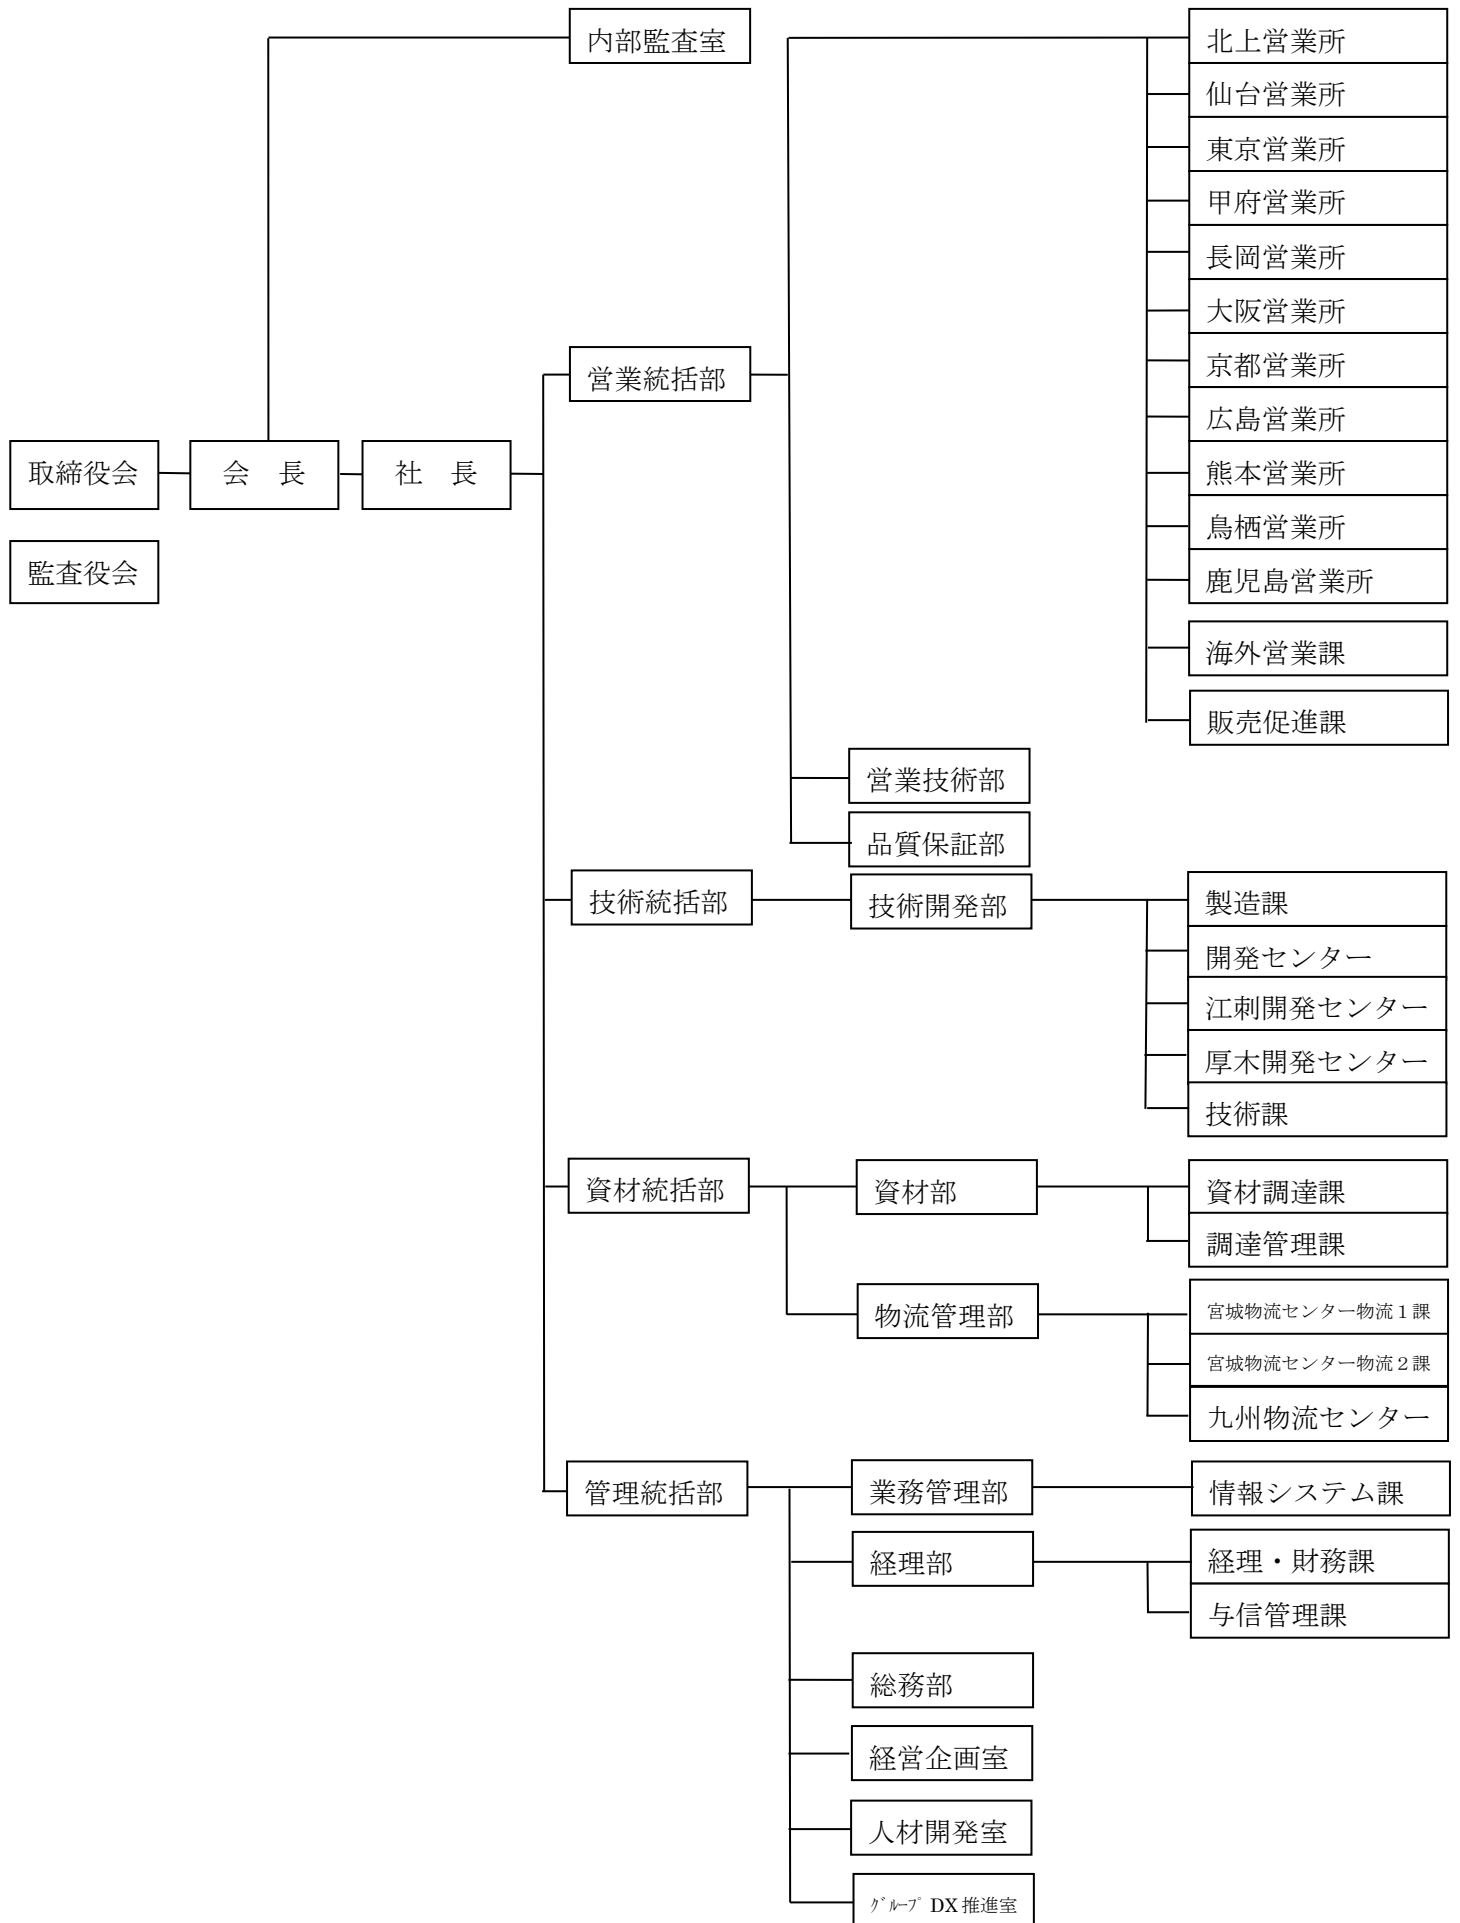 内部監査室
北上営業所
仙台営業所
東京営業所
甲府営業所
長岡営業所
大阪営業所
営業統括部
京都営業所
広島営業所
取締役会
会　長
社　長
熊本営業所
鳥栖営業所
監査役会
鹿児島営業所
海外営業課
販売促進課
営業技術部
品質保証部
技術統括部
技術開発部
製造課
開発センター
江刺開発センター
厚木開発センター
技術課
資材統括部
資材部
資材調達課
調達管理課
物流管理部
宮城物流センター物流１課
宮城物流センター物流２課
九州物流センター
管理統括部
業務管理部
情報システム課
経理部
経理・財務課
与信管理課
総務部
経営企画室
人材開発室
ｸﾞﾙｰﾌﾟ DX 推進室